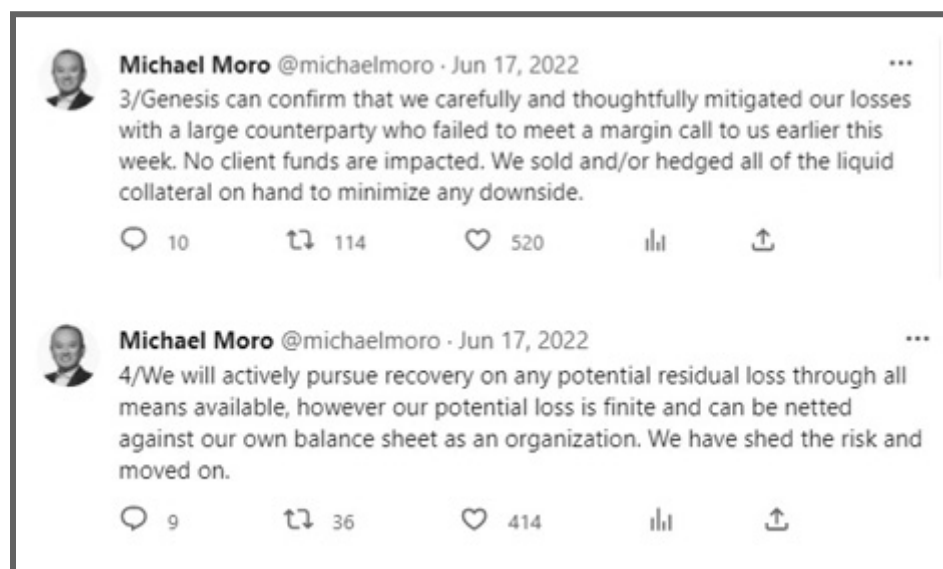 Michael Moro @michaelmoro · Jun 17, 2022
3/Genesis can confirm that we carefully and thoughtfully mitigated our losses
with a large counterparty who failed to meet a margin call to us earlier this
week. No client funds are impacted. We sold and/or hedged all of the liquid
collateral on hand to minimize any downside.
10 114 520
Michael Moro @michaelmoro · Jun 17, 2022
4/We will actively pursue recovery on any potential residual loss through all
means available, however our potential loss is finite and can be netted
against our own balance sheet as an organization. We have shed the risk and
moved on.
9 36 414